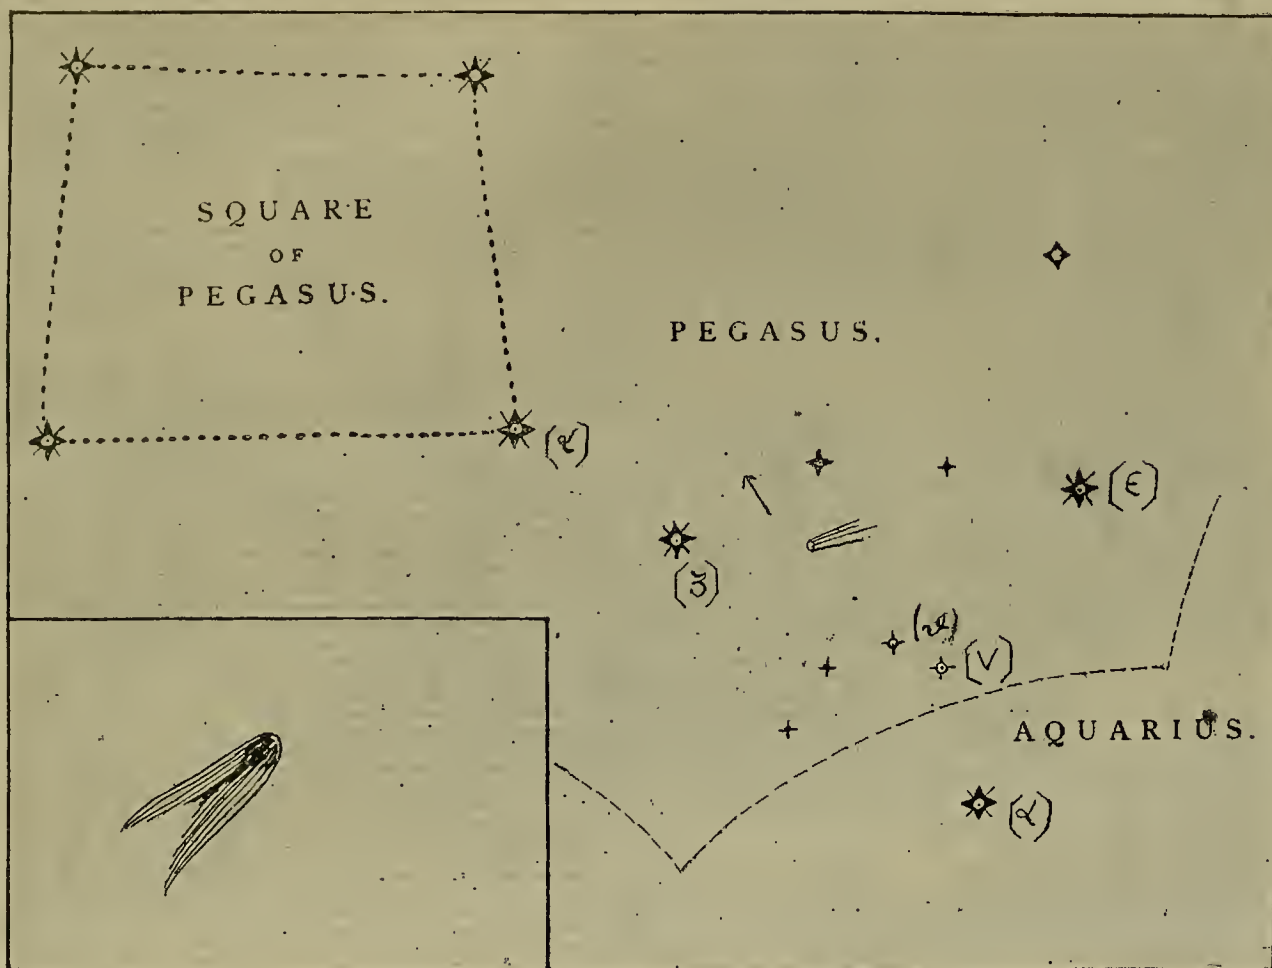 SQUARE
OF
PEGASUS.
PEGASUS.
(α)
(ε)
(ζ)
(ν)
AQUARIUS.
(α)